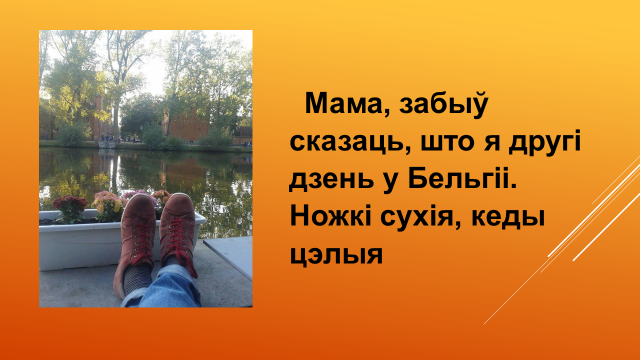 Мама, забыў
сказаць, што я другі
дзень у Бельгіі.
Ножкі сухія, кеды
цэлыя